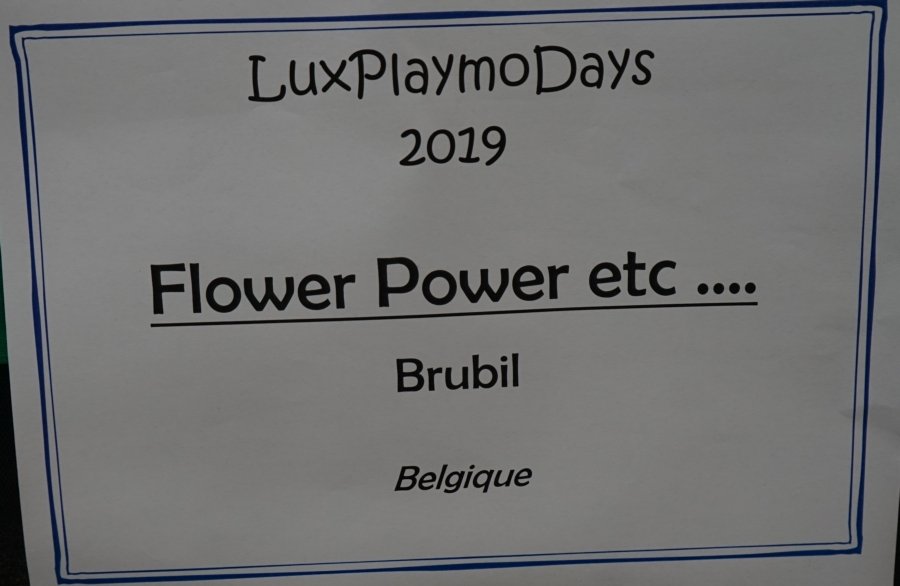 LuxPlaymoDays
2019
Flower Power etc ....
Brubil
Belgique